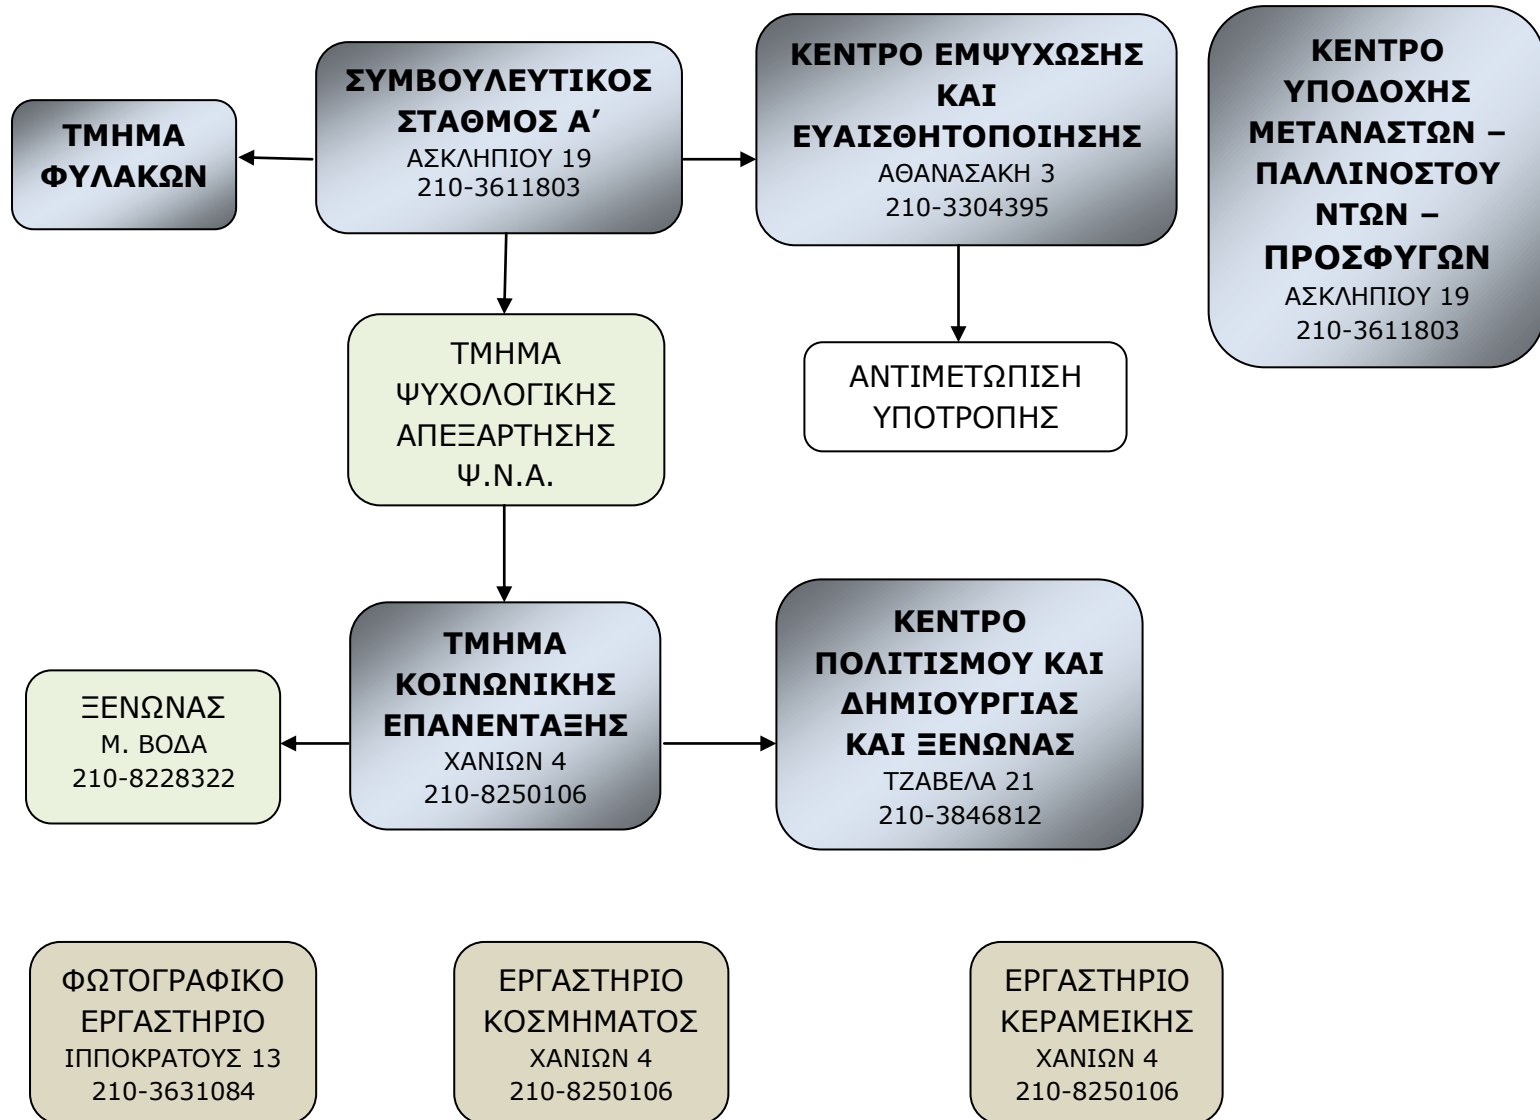 ΤΜΗΜΑ
ΦΥΛΑΚΩΝ
ΣΥΜΒΟΥΛΕΥΤΙΚΟΣ
ΣΤΑΘΜΟΣ Α’
ΑΣΚΛΗΠΙΟΥ 19
210-3611803
ΚΕΝΤΡΟ ΕΜΨΥΧΩΣΗΣ
ΚΑΙ
ΕΥΑΙΣΘΗΤΟΠΟΙΗΣΗΣ
ΑΘΑΝΑΣΑΚΗ 3
210-3304395
ΚΕΝΤΡΟ
ΥΠΟΔΟΧΗΣ
ΜΕΤΑΝΑΣΤΩΝ –
ΠΑΛΛΙΝΟΣΤΟΥ
ΝΤΩΝ –
ΠΡΟΣΦΥΓΩΝ
ΑΣΚΛΗΠΙΟΥ 19
210-3611803
ΤΜΗΜΑ
ΨΥΧΟΛΟΓΙΚΗΣ
ΑΠΕΞΑΡΤΗΣΗΣ
Ψ.Ν.Α.
ΑΝΤΙΜΕΤΩΠΙΣΗ
ΥΠΟΤΡΟΠΗΣ
ΞΕΝΩΝΑΣ
Μ. ΒΟΔΑ
210-8228322
ΤΜΗΜΑ
ΚΟΙΝΩΝΙΚΗΣ
ΕΠΑΝΕΝΤΑΞΗΣ
ΧΑΝΙΩΝ 4
210-8250106
ΚΕΝΤΡΟ
ΠΟΛΙΤΙΣΜΟΥ ΚΑΙ
ΔΗΜΙΟΥΡΓΙΑΣ
ΚΑΙ ΞΕΝΩΝΑΣ
ΤΖΑΒΕΛΑ 21
210-3846812
ΦΩΤΟΓΡΑΦΙΚΟ
ΕΡΓΑΣΤΗΡΙΟ
ΙΠΠΟΚΡΑΤΟΥΣ 13
210-3631084
ΕΡΓΑΣΤΗΡΙΟ
ΚΟΣΜΗΜΑΤΟΣ
ΧΑΝΙΩΝ 4
210-8250106
ΕΡΓΑΣΤΗΡΙΟ
ΚΕΡΑΜΕΙΚΗΣ
ΧΑΝΙΩΝ 4
210-8250106